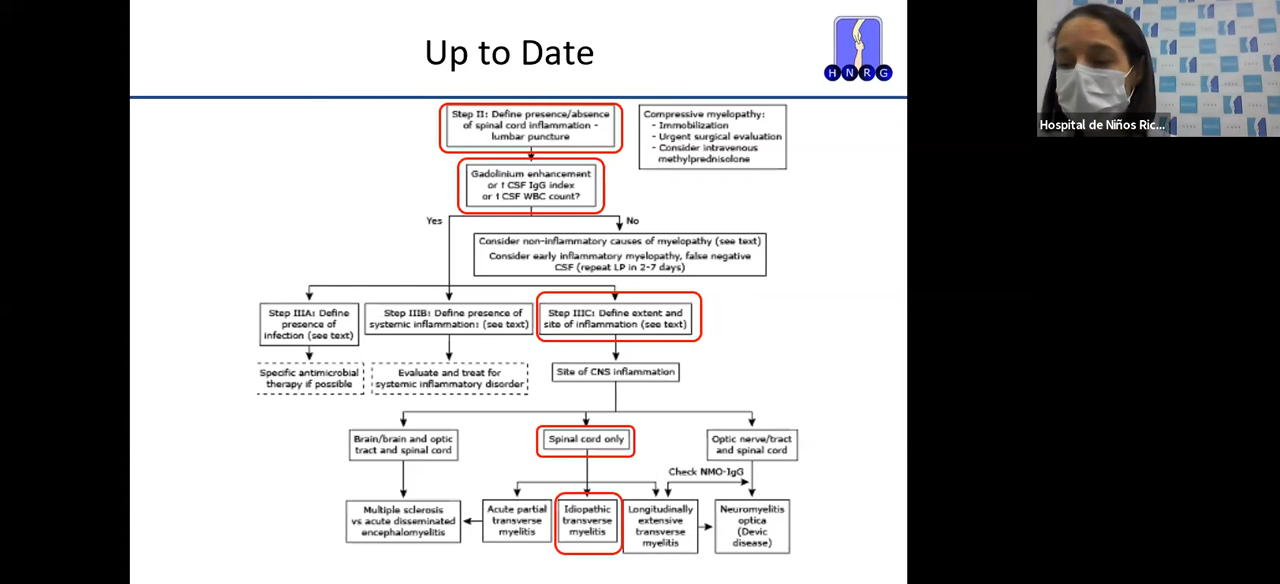 Up to Date
H N R G
Hospital de Niños Ric...
Step II: Define presence/absence
of spinal cord inflammation -
lumbar puncture
Compressive myelopathy:
- Immobilization
- Urgent surgical evaluation
- Consider intravenous
methylprednisolone
Gadolinium enhancement
or ↑ CSF IgG index
or ↑ CSF WBC count?
Yes
No
Consider non-inflammatory causes of myelopathy (see text)
Consider early inflammatory myelopathy, false negative
CSF (repeat LP in 2-7 days)
Step IIIA: Define
presence of
infection (see text)
Step IIIB: Define presence of
systemic inflammation: (see text)
Step IIIC: Define extent and
site of inflammation (see text)
Specific antimicrobial
therapy if possible
Evaluate and treat for
systemic inflammatory disorder
Site of CNS inflammation
Brain/brain and optic
tract and spinal cord
Spinal cord only
Optic nerve/tract
and spinal cord
Check NMO-IgG
Multiple sclerosis
vs acute disseminated
encephalomyelitis
Acute partial
transverse
myelitis
Idiopathic
transverse
myelitis
Longitudinally
extensive
transverse
myelitis
Neuromyelitis
optica
(Devic
disease)